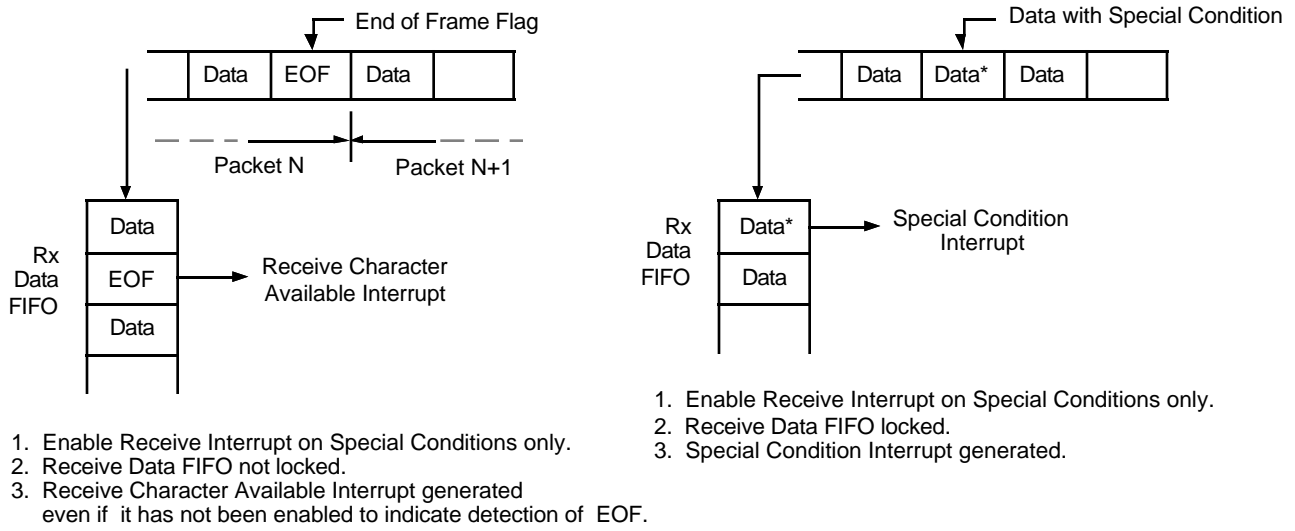 End of Frame Flag
Data EOF Data
Packet N Packet N+1
Data
Rx
Data
FIFO
EOF
Data
Receive Character
Available Interrupt
1. Enable Receive Interrupt on Special Conditions only.
2. Receive Data FIFO not locked.
3. Receive Character Available Interrupt generated
even if it has not been enabled to indicate detection of EOF.
Data with Special Condition
Data Data* Data
Rx
Data
FIFO
Data*
Data
Special Condition
Interrupt
1. Enable Receive Interrupt on Special Conditions only.
2. Receive Data FIFO locked.
3. Special Condition Interrupt generated.